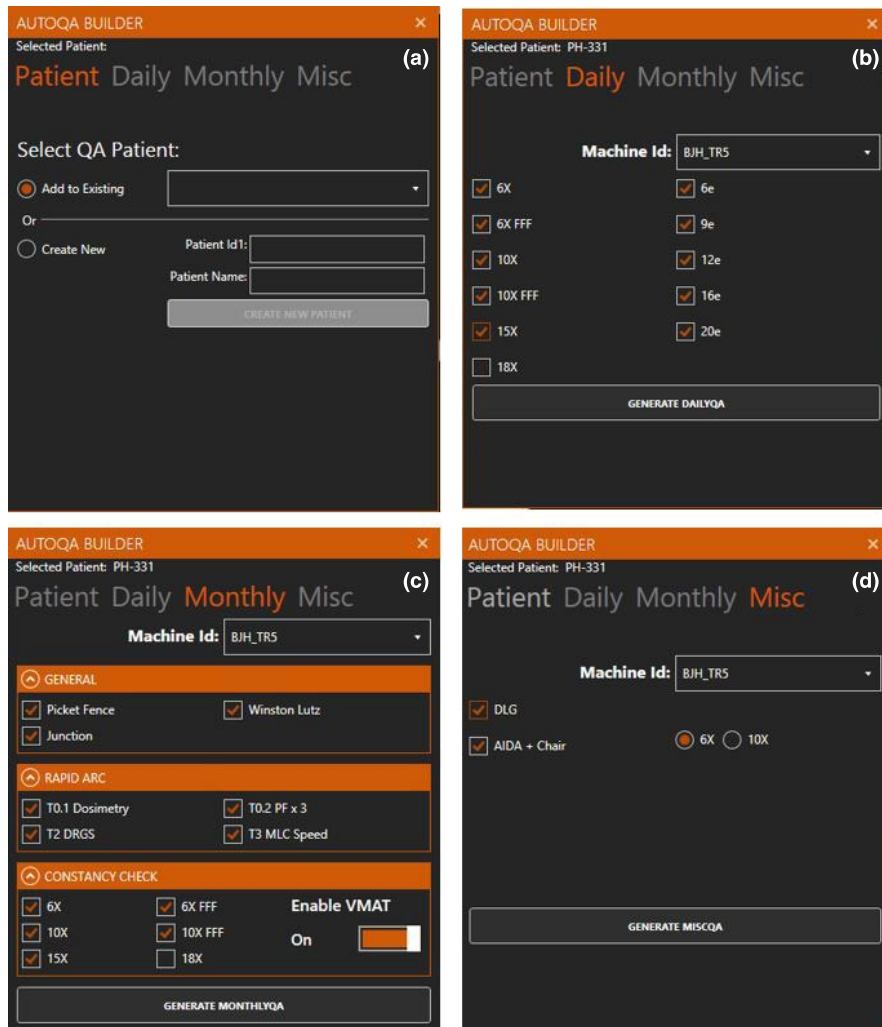 AUTOQA BUILDER ×
Selected Patient:
(a)
Patient Daily Monthly Misc
Select QA Patient:
Add to Existing
Or
Create New Patient Id1:
Patient Name:
CREATE NEW PATIENT
AUTOQA BUILDER ×
Selected Patient: PH-331
(b)
Patient Daily Monthly Misc
Machine Id: BJH_TR5
6X 6e
6X FFF 9e
10X 12e
10X FFF 16e
15X 20e
18X
GENERATE DAILYQA
AUTOQA BUILDER ×
Selected Patient: PH-331
(c)
Patient Daily Monthly Misc
Machine Id: BJH_TR5
GENERAL
Picket Fence Winston Lutz
Junction
RAPID ARC
T0.1 Dosimetry T0.2 PF x 3
T2 DRGS T3 MLC Speed
CONSTANCY CHECK
6X 6X FFF Enable VMAT
10X 10X FFF On
15X 18X
GENERATE MONTHLYQA
AUTOQA BUILDER ×
Selected Patient: PH-331
(d)
Patient Daily Monthly Misc
Machine Id: BJH_TR5
DLG
AIDA + Chair 6X 10X
GENERATE MISCQA